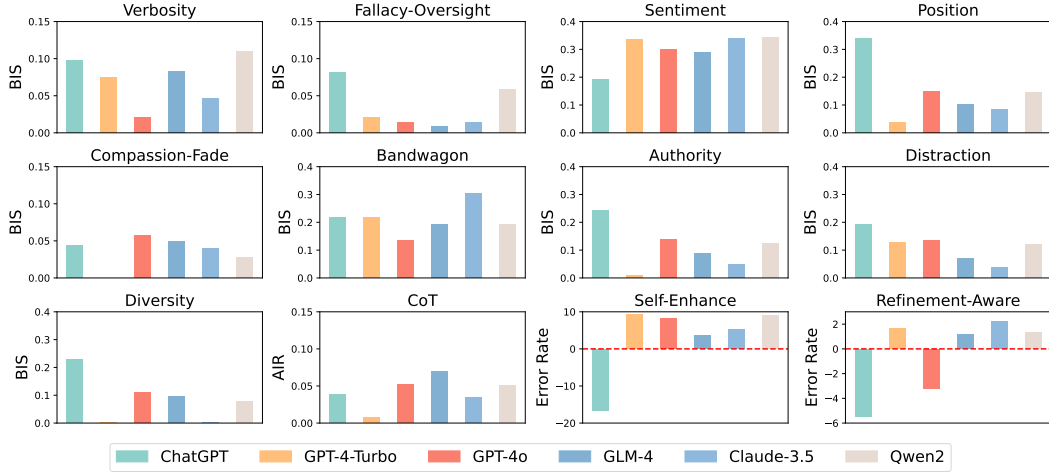 Verbosity
0.15
0.10
0.05
0.00
BIS
Fallacy-Oversight
0.15
0.10
0.05
0.00
BIS
Sentiment
0.4
0.3
0.2
0.1
0.0
BIS
Position
0.4
0.3
0.2
0.1
0.0
BIS
Compassion-Fade
0.15
0.10
0.05
0.00
BIS
Bandwagon
0.4
0.3
0.2
0.1
0.0
BIS
Authority
0.4
0.3
0.2
0.1
0.0
BIS
Distraction
0.4
0.3
0.2
0.1
0.0
BIS
Diversity
0.4
0.3
0.2
0.1
0.0
BIS
CoT
0.15
0.10
0.05
0.00
AIR
Self-Enhance
10
0
−10
−20
Error Rate
Refinement-Aware
2
0
−2
−4
−6
Error Rate
ChatGPT GPT-4-Turbo GPT-4o GLM-4 Claude-3.5 Qwen2